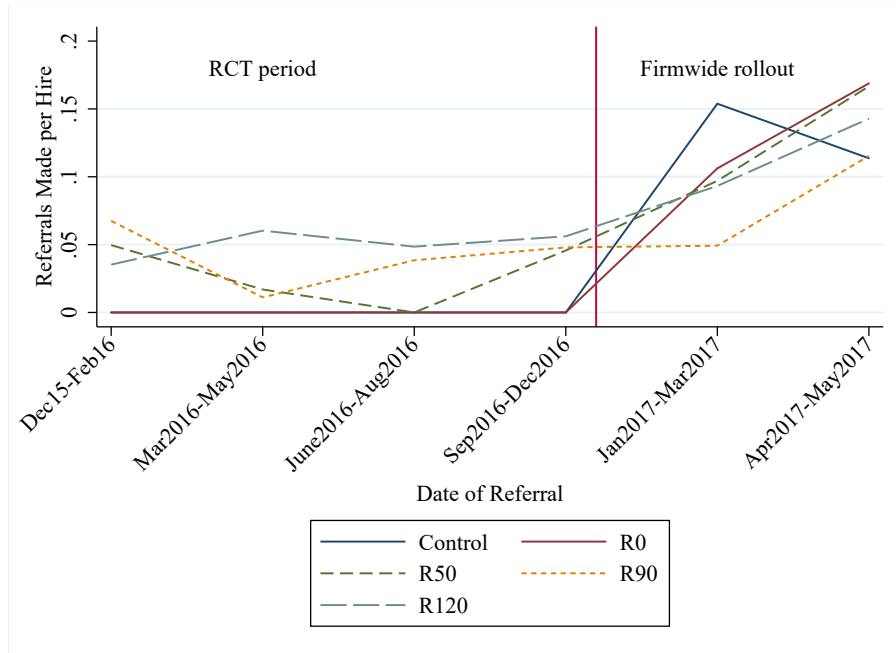 RCT period
Firmwide rollout
Referrals Made per Hire
.2
.15
.1
.05
0
Dec15-Feb16
Mar2016-May2016
June2016-Aug2016
Sep2016-Dec2016
Jan2017-Mar2017
Apr2017-May2017
Date of Referral
Control
R0
R50
R90
R120